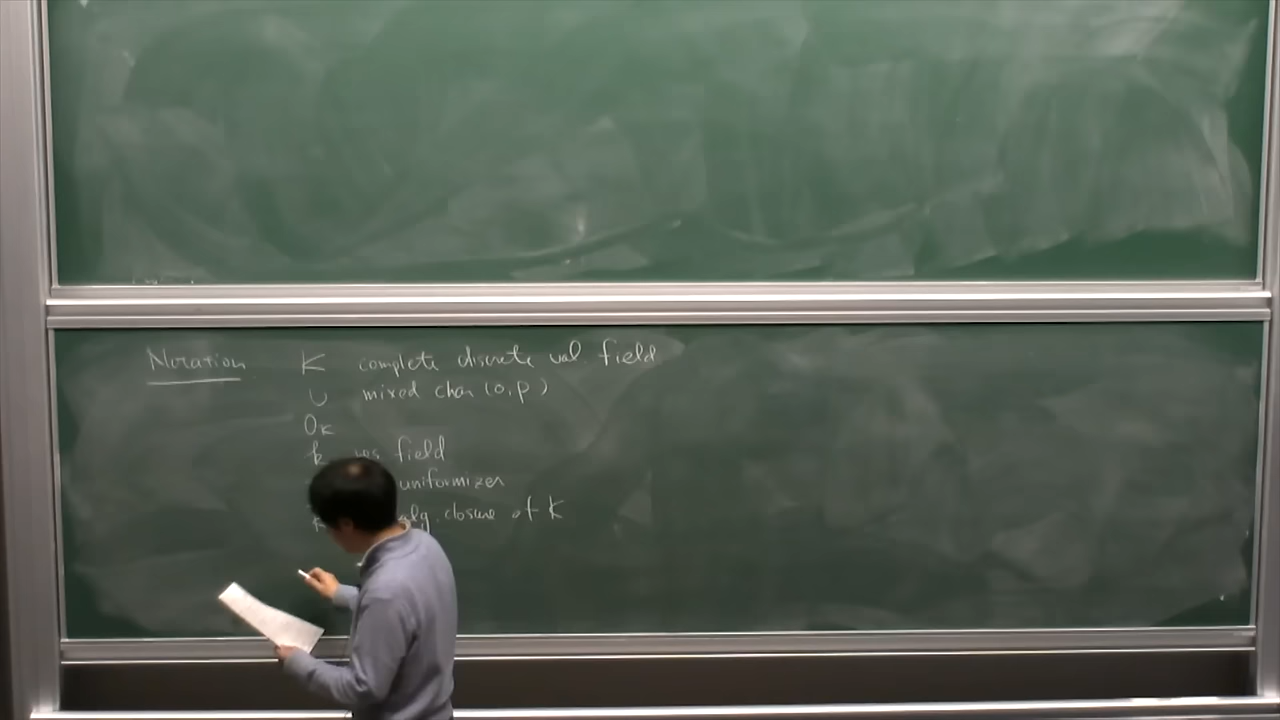 Notation K complete discrete val. field
∪ mixed char (0,p)
O_K
k res field
uniformizer
alg. closure of K